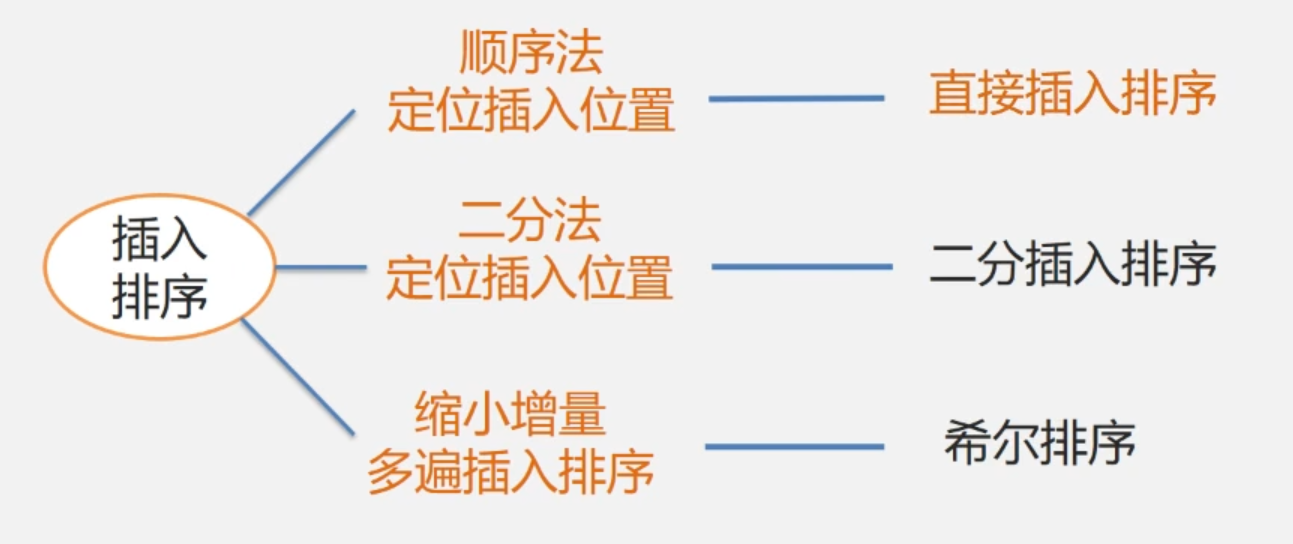 顺序法
定位插入位置
直接插入排序
插入
排序
二分法
定位插入位置
二分插入排序
缩小增量
多遍插入排序
希尔排序